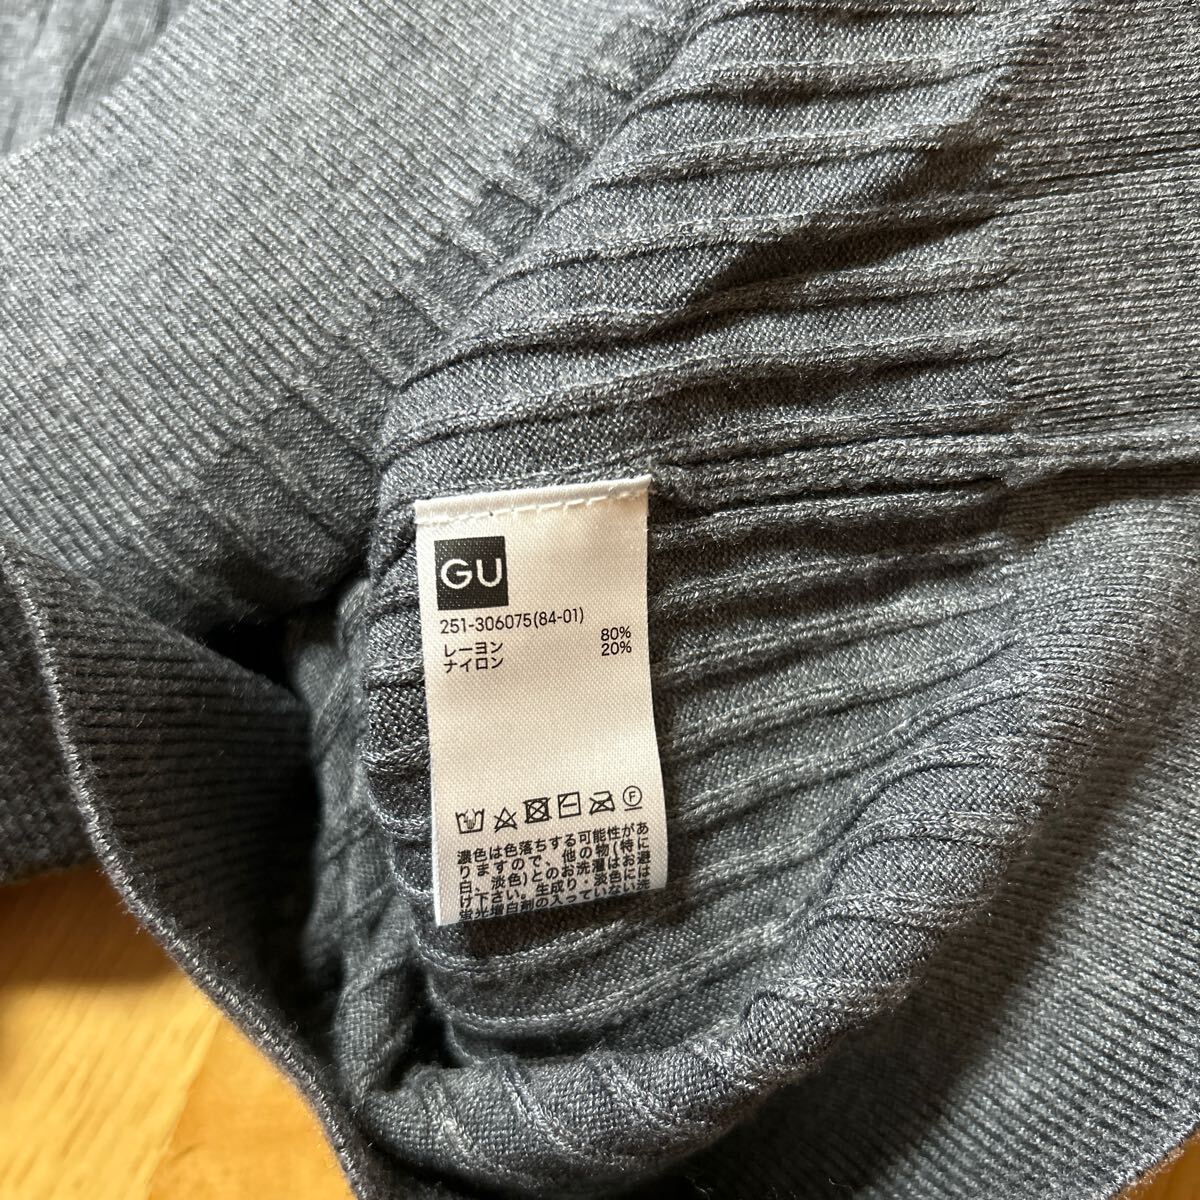 GU
251-306075(84-01)
レーヨン 80%
ナイロン 20%
F
濃色は色落ちする可能性があ
りますので、他の物(特に
白、淡色)とのお洗濯はお避
け下さい。生成り・淡色には
蛍光増白剤の入っていない洗